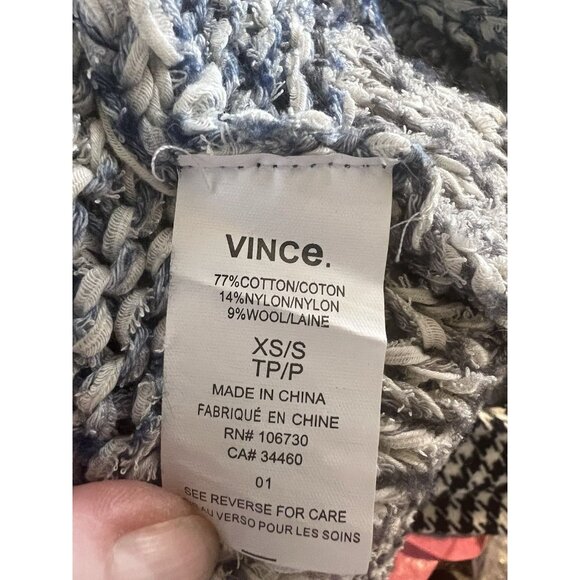 VINCe.
77%COTTON/COTON
14%NYLON/NYLON
9%WOOL/LAINE
XS/S
TP/P
MADE IN CHINA
FABRIQUÉ EN CHINE
RN# 106730
CA# 34460
01
SEE REVERSE FOR CARE
AU VERSO POUR LES SOINS